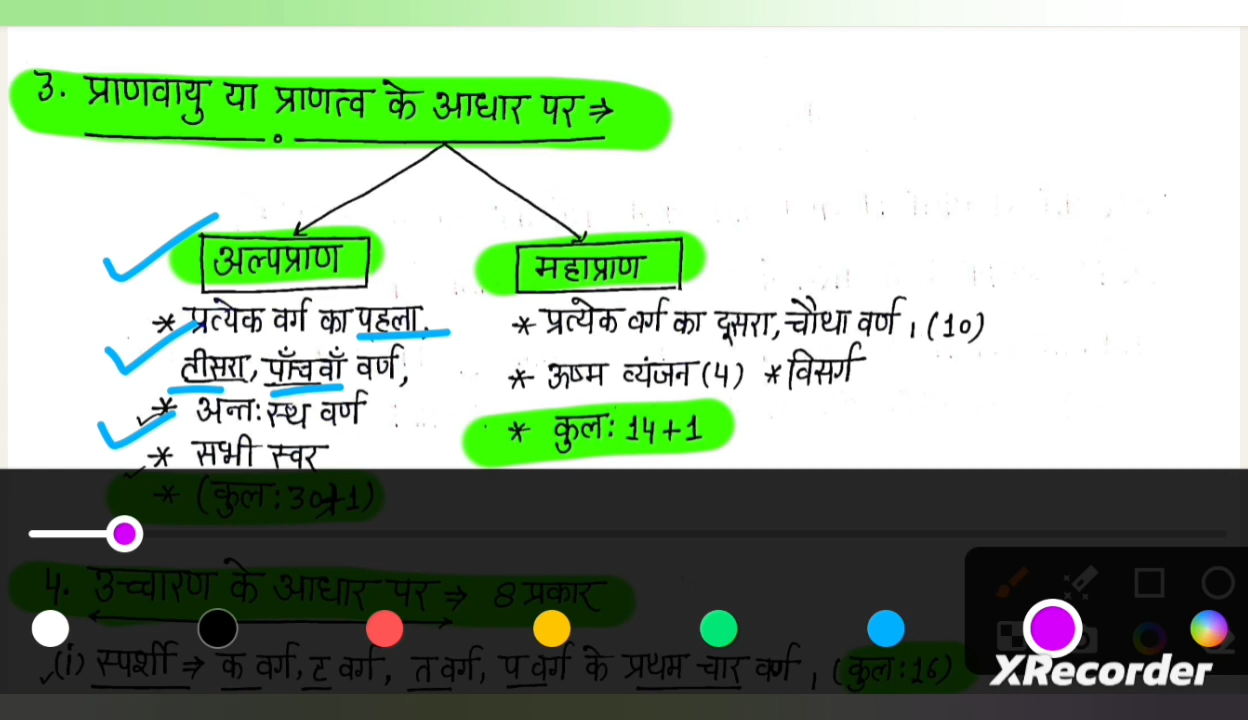 3. प्राणवायु या प्राणत्व के आधार पर ⇒
अल्पप्राण
* प्रत्येक वर्ग का पहला,
तीसरा, पाँचवाँ वर्ण,
* अन्तःस्थ वर्ण
* सभी स्वर
* (कुल: 30+1)
महाप्राण
* प्रत्येक वर्ग का दूसरा, चौथा वर्ण, (10)
* ऊष्म व्यंजन (4) * विसर्ग
* कुल: 14+1
4. उच्चारण के आधार पर ⇒ 8 प्रकार
(i) स्पर्शी ⇒ क वर्ग, ट वर्ग, त वर्ग, प वर्ग के प्रथम चार वर्ण, (कुल: 16)
XRecorder